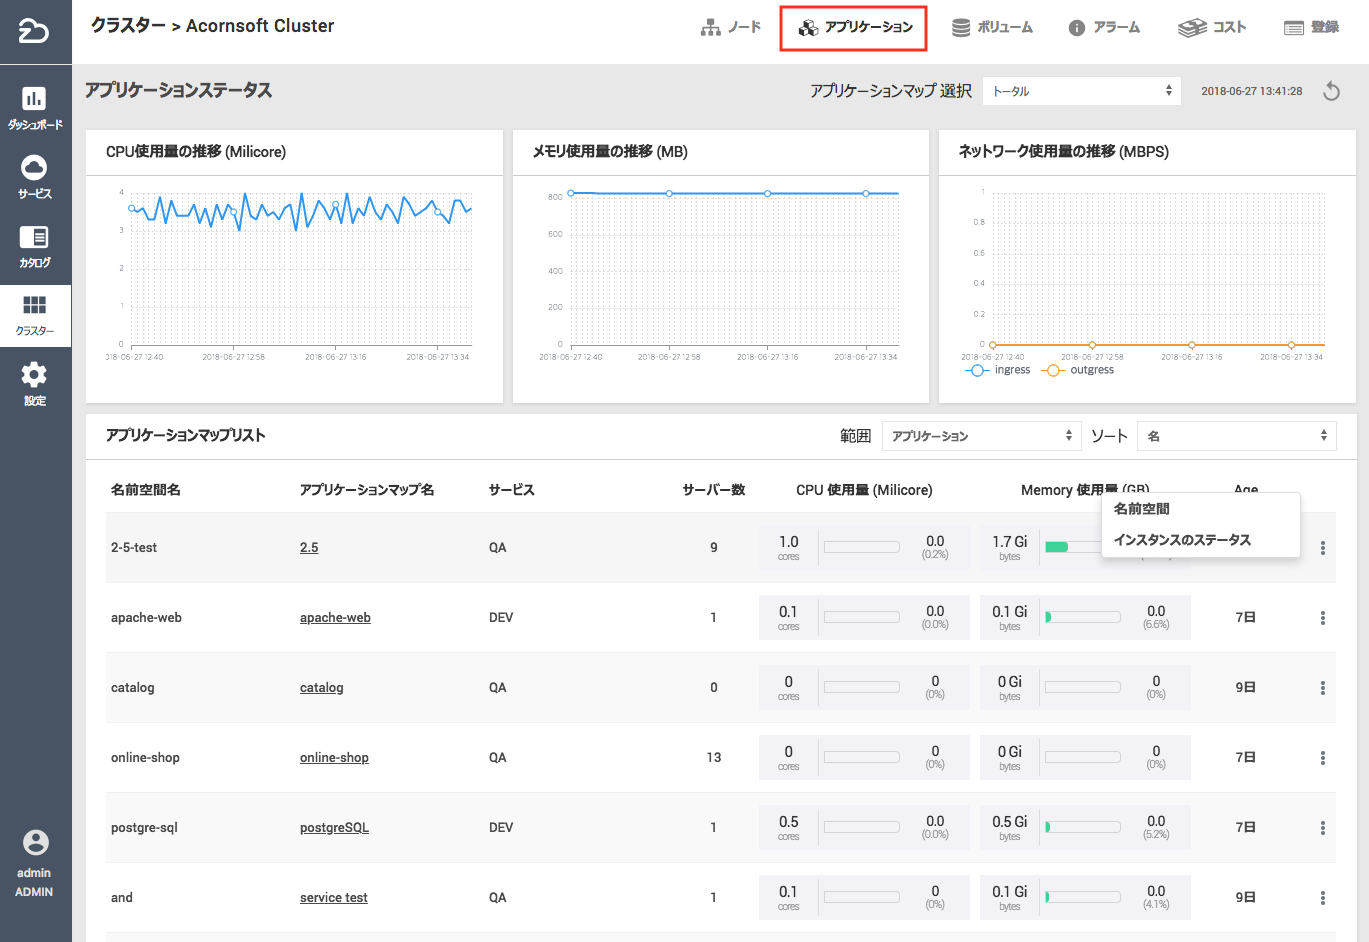 クラスター > Acornsoft Cluster
ノード
アプリケーション
ボリューム
アラーム
コスト
登録
ダッシュボード
サービス
カタログ
クラスター
設定
admin
ADMIN
アプリケーションステータス
アプリケーションマップ 選択
トータル
2018-06-27 13:41:28
CPU使用量の推移 (Milicore)
4
3
2
1
0
2018-06-27 12:40
2018-06-27 12:58
2018-06-27 13:16
2018-06-27 13:34
メモリ使用量の推移 (MB)
800
600
400
200
0
2018-06-27 12:40
2018-06-27 12:58
2018-06-27 13:16
2018-06-27 13:34
ネットワーク使用量の推移 (MBPS)
1
0.8
0.6
0.4
0.2
0
2018-06-27 12:40
2018-06-27 12:58
2018-06-27 13:16
2018-06-27 13:34
ingress
outgress
アプリケーションマップリスト
範囲
アプリケーション
ソート
名
名前空間名 アプリケーションマップ名 サービス サーバー数 CPU 使用量 (Milicore) Memory 使用量 (GB) Age
名前空間
インスタンスのステータス
2-5-test 2.5 QA 9 1.0 cores 0.0 (0.2%) 1.7 Gi bytes
apache-web apache-web DEV 1 0.1 cores 0.0 (0.0%) 0.1 Gi bytes 0.0 (6.6%) 7日
catalog catalog QA 0 0 cores 0 (0%) 0 Gi bytes 0 (0%) 9日
online-shop online-shop QA 13 0 cores 0 (0%) 0 Gi bytes 0 (0%) 7日
postgre-sql postgreSQL DEV 1 0.5 cores 0.0 (0.0%) 0.5 Gi bytes 0.0 (5.2%) 7日
and service test QA 1 0.1 cores 0 (0%) 0.1 Gi bytes 0.0 (4.1%) 9日